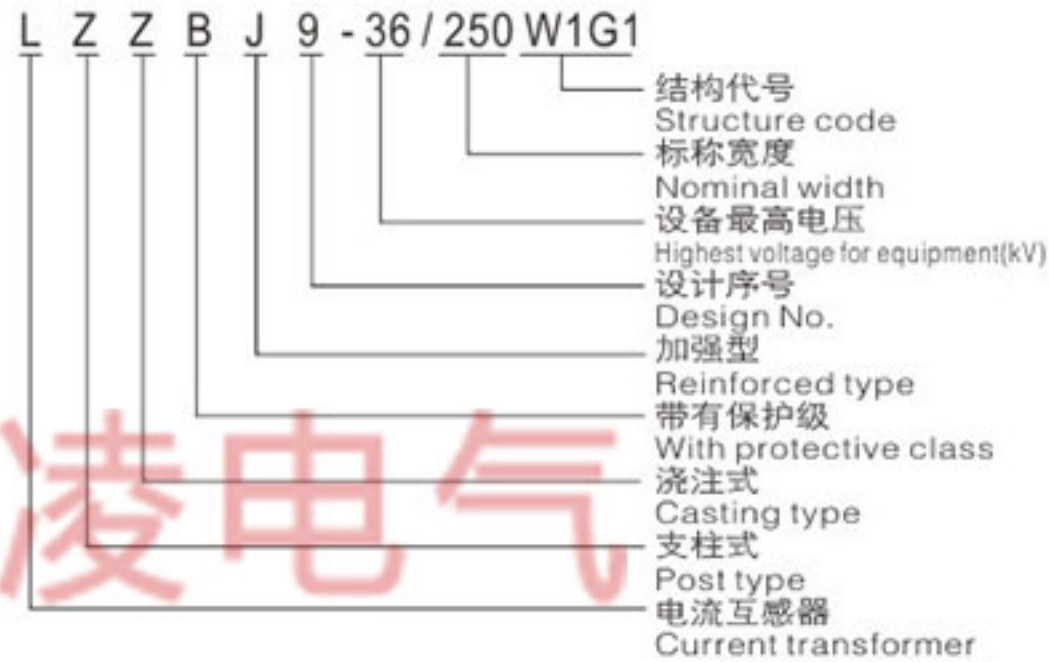 L Z Z B J 9 - 36 / 250 W1G1
结构代号
Structure code
标称宽度
Nominal width
设备最高电压
Highest voltage for equipment(kV)
设计序号
Design No.
加强型
Reinforced type
带有保护级
With protective class
浇注式
Casting type
支柱式
Post type
电流互感器
Current transformer
凌电气